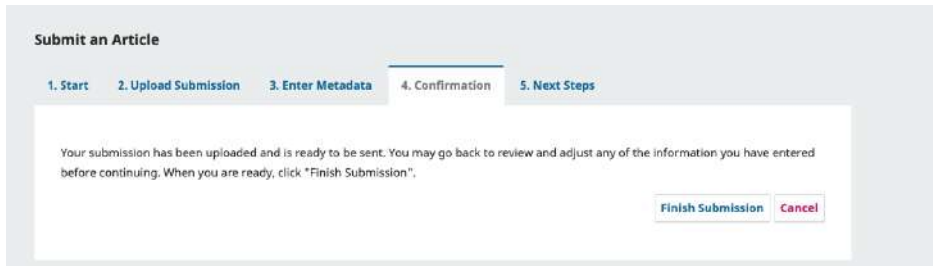 Submit an Article
1. Start 2. Upload Submission 3. Enter Metadata 4. Confirmation 5. Next Steps
Your submission has been uploaded and is ready to be sent. You may go back to review and adjust any of the information you have entered
before continuing. When you are ready, click "Finish Submission".
Finish Submission Cancel